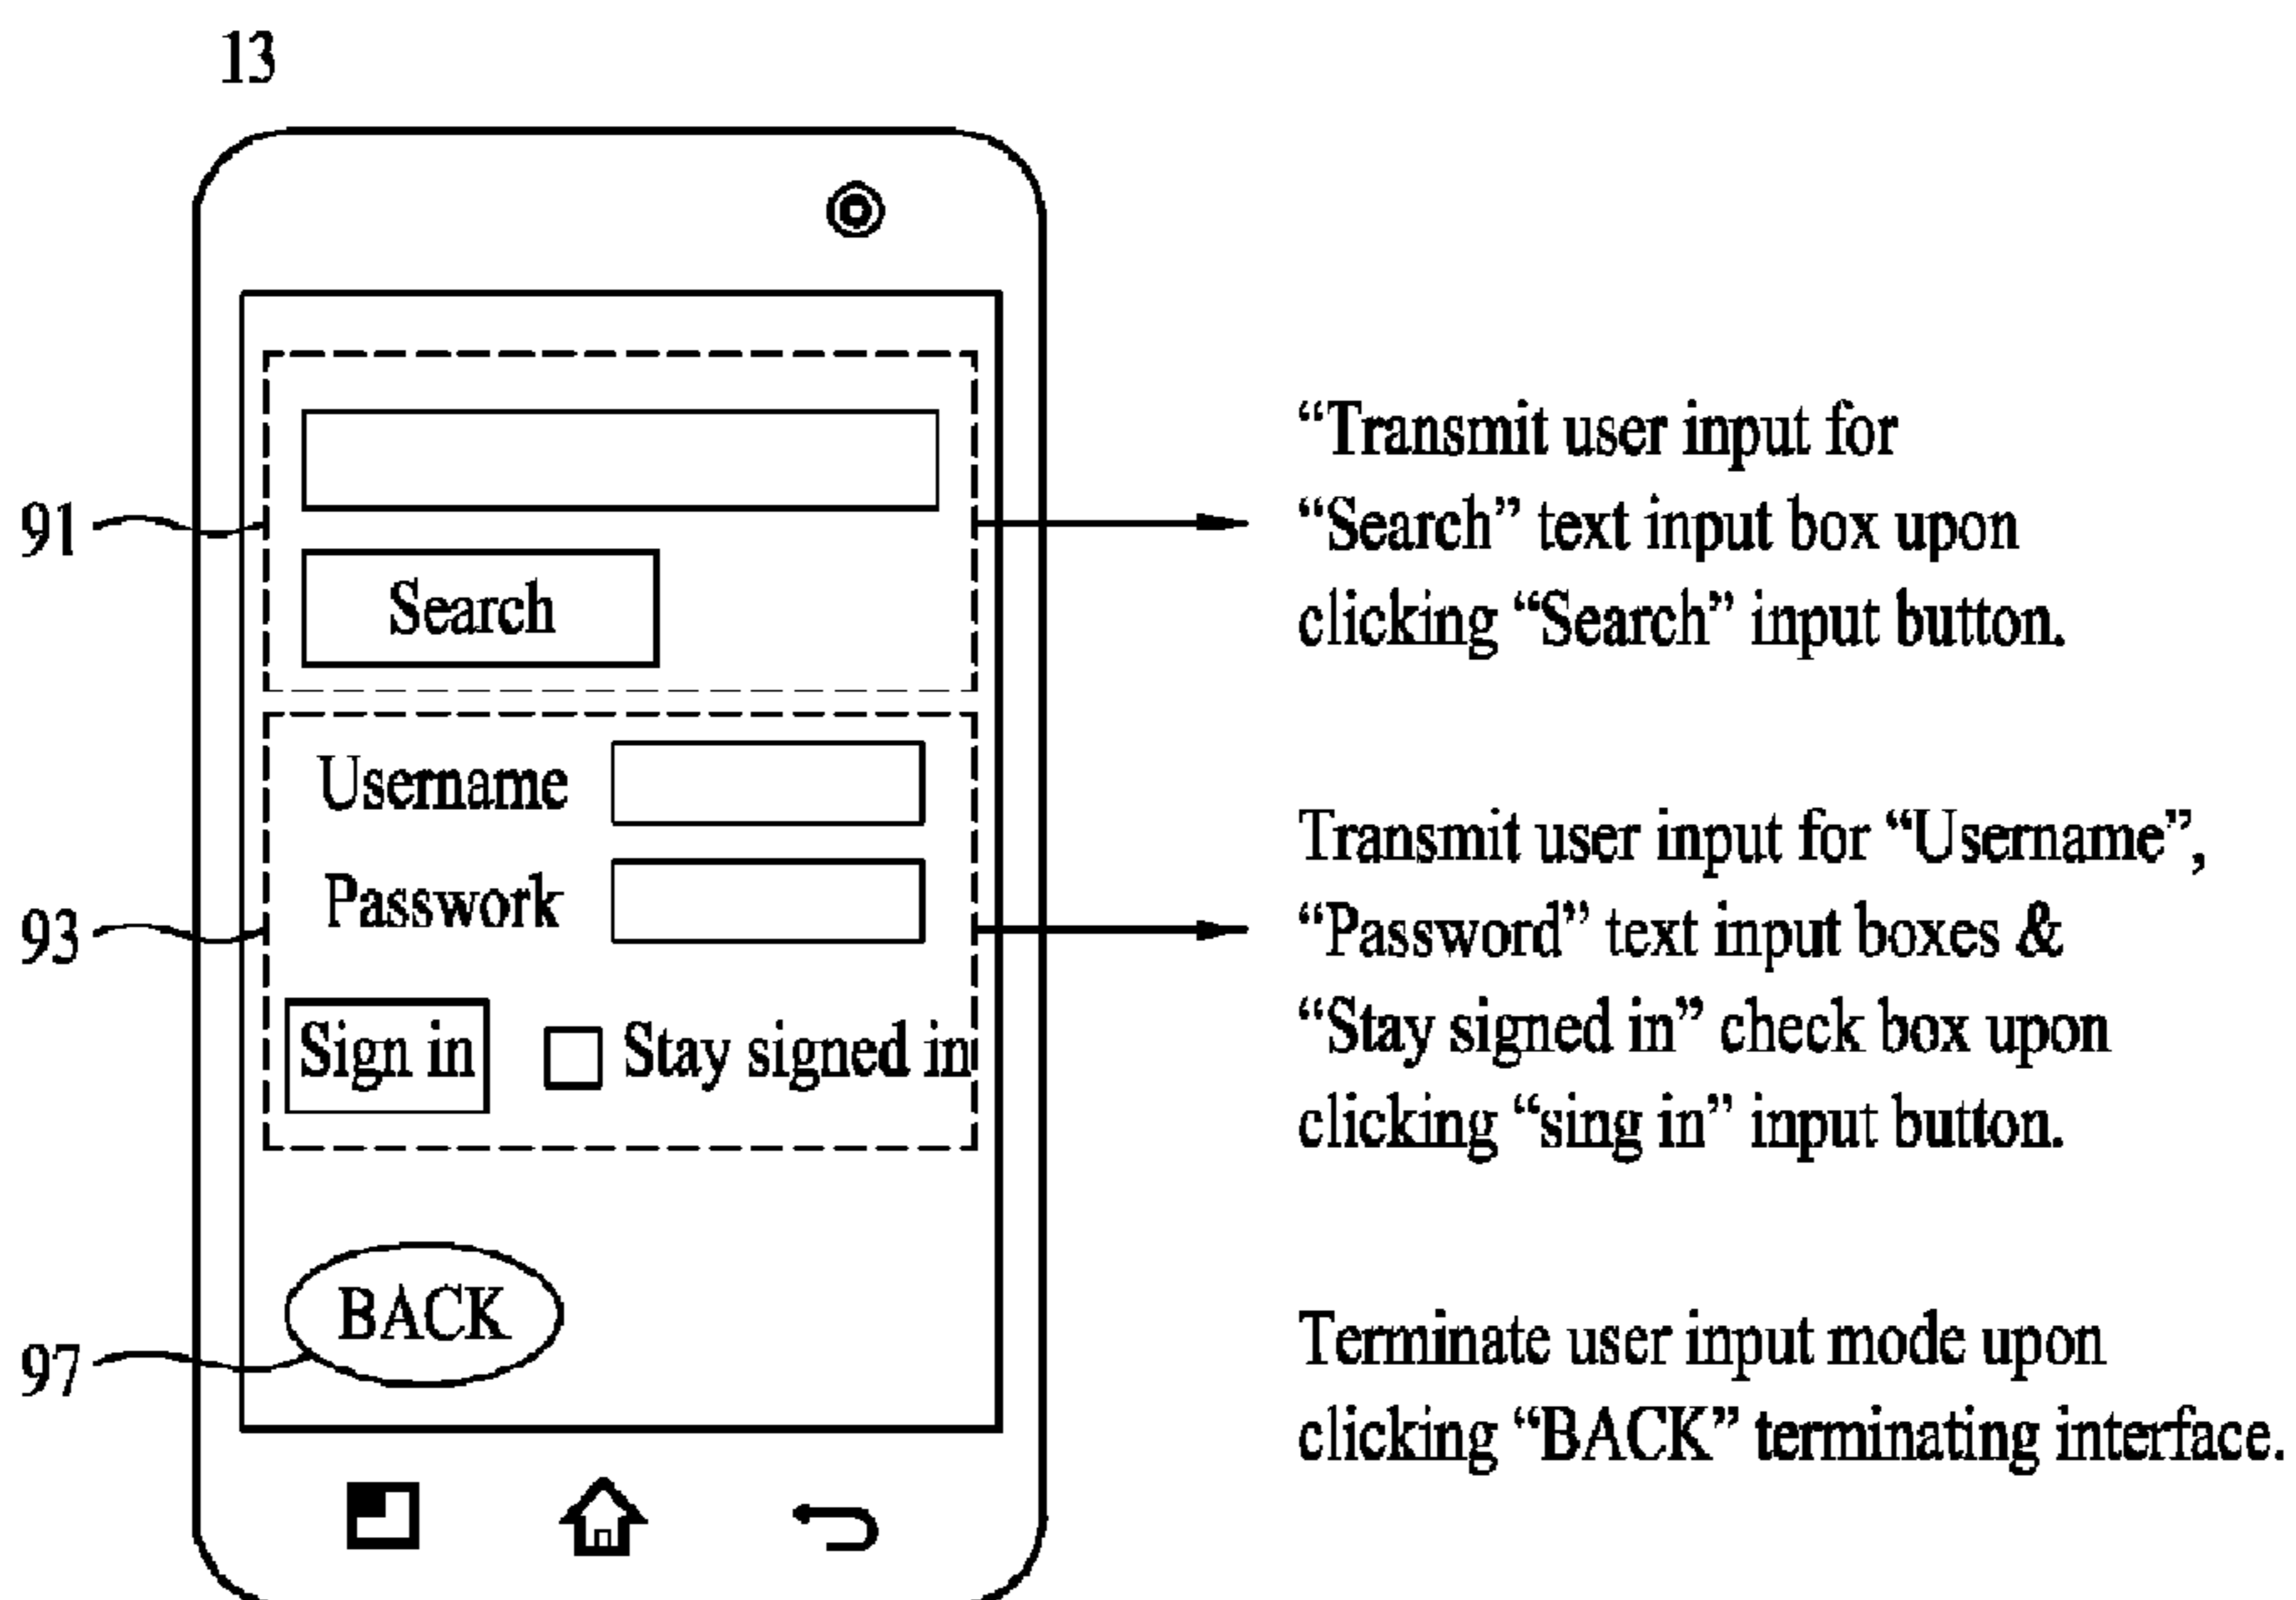 13
91
Search
“Transmit user input for
“Search” text input box upon
clicking “Search” input button.
93
Username
Passwork
Sign in
Stay signed in
Transmit user input for “Username”,
“Password” text input boxes &
“Stay signed in” check box upon
clicking “sing in” input button.
97
BACK
Terminate user input mode upon
clicking “BACK” terminating interface.